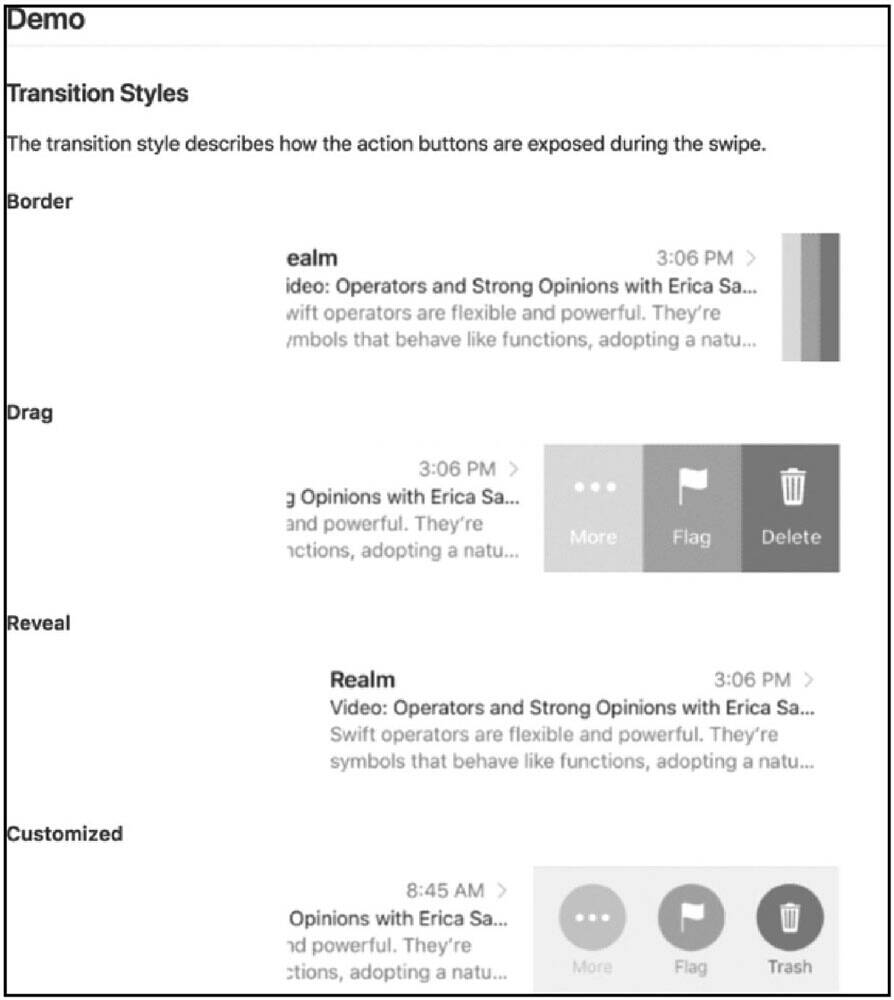 Demo
Transition Styles
The transition style describes how the action buttons are exposed during the swipe.
Border
ealm 3:06 PM
ideo: Operators and Strong Opinions with Erica Sa...
wift operators are flexible and powerful. They're
ymbols that behave like functions, adopting a natu...
Drag
3:06 PM
g Opinions with Erica Sa...
and powerful. They're
nctions, adopting a natu...
More Flag Delete
Reveal
Realm 3:06 PM
Video: Operators and Strong Opinions with Erica Sa...
Swift operators are flexible and powerful. They're
symbols that behave like functions, adopting a natu...
Customized
8:45 AM
Opinions with Erica Sa...
nd powerful. They're
ctions, adopting a natu...
More Flag Trash